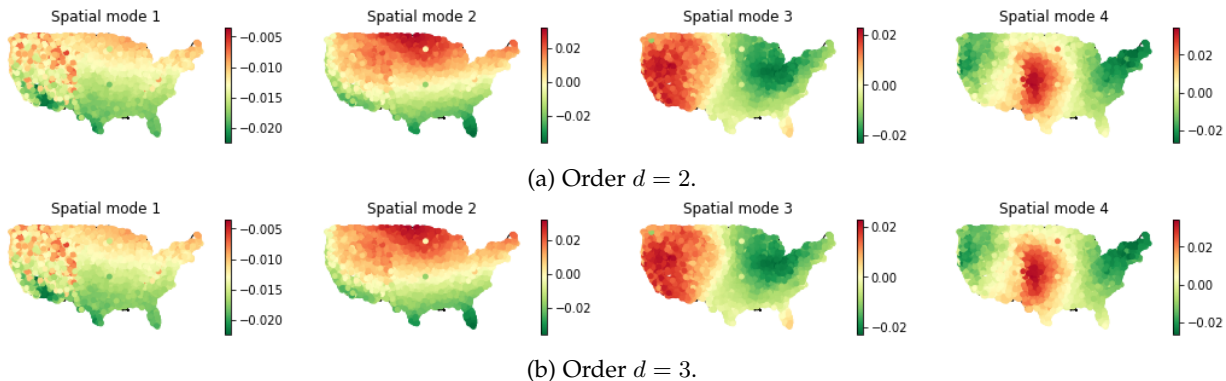 Spatial mode 1
−0.005
−0.010
−0.015
−0.020
Spatial mode 2
0.02
0.00
−0.02
Spatial mode 3
0.02
0.00
−0.02
Spatial mode 4
0.02
0.00
−0.02
(a) Order d = 2.
Spatial mode 1
−0.005
−0.010
−0.015
−0.020
Spatial mode 2
0.02
0.00
−0.02
Spatial mode 3
0.02
0.00
−0.02
Spatial mode 4
0.02
0.00
−0.02
(b) Order d = 3.